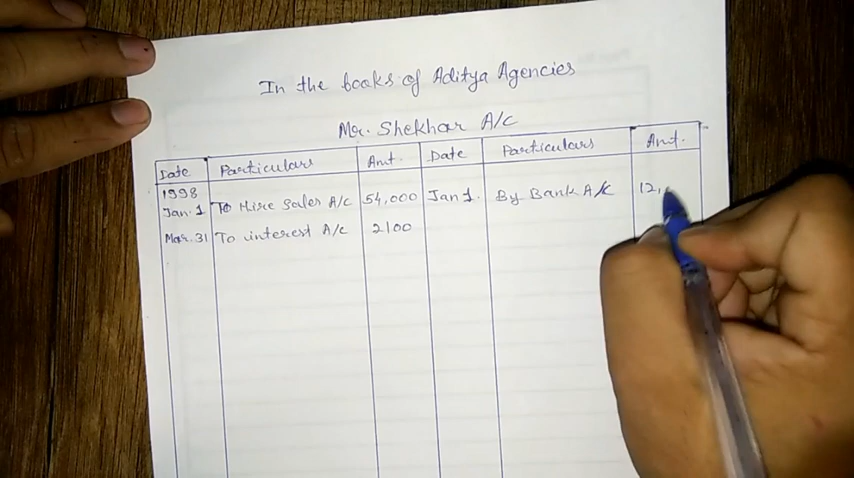 In the books of Aditya Agencies
Mr. Shekhar A/C
Date Particulars Amt. Date Particulars Amt.
1998
Jan. 1 To Hire Sales A/C 54,000 Jan 1. By Bank A/C 12,
Mar. 31 To interest A/C 2100